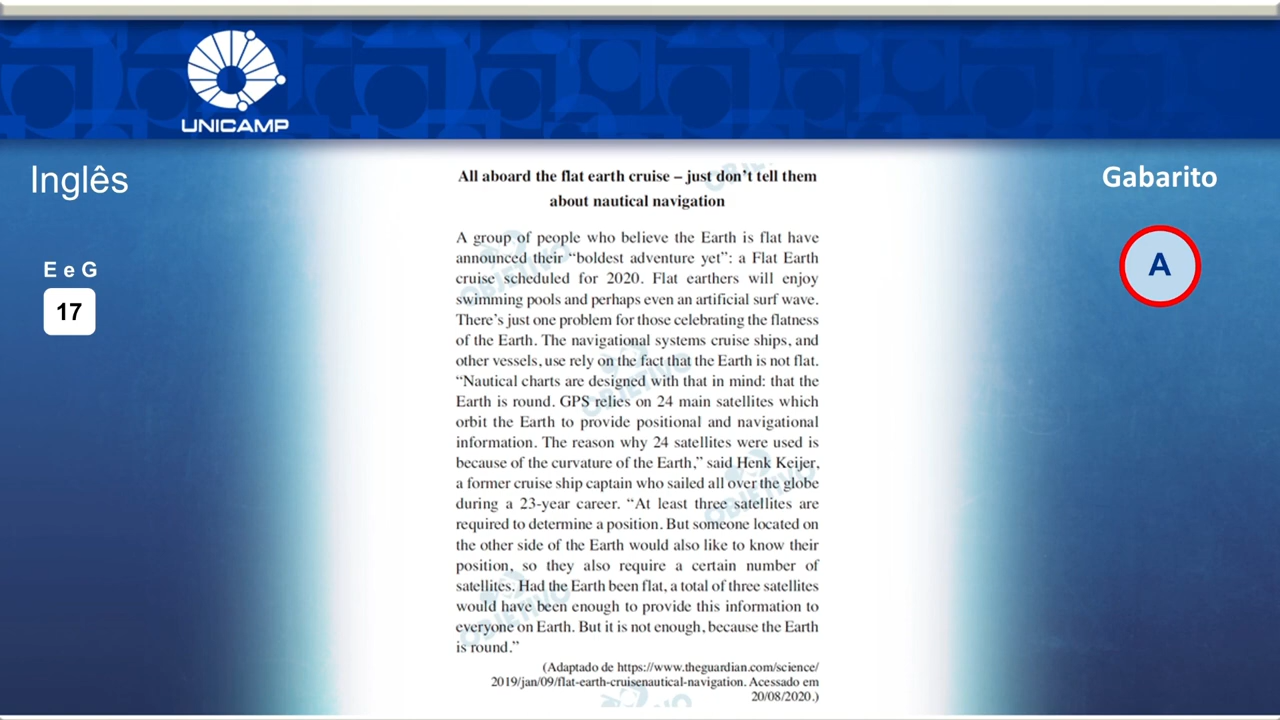 UNICAMP
Inglês
Gabarito
E e G
17
A
All aboard the flat earth cruise – just don’t tell them
about nautical navigation
A group of people who believe the Earth is flat have
announced their “boldest adventure yet”: a Flat Earth
cruise scheduled for 2020. Flat earthers will enjoy
swimming pools and perhaps even an artificial surf wave.
There’s just one problem for those celebrating the flatness
of the Earth. The navigational systems cruise ships, and
other vessels, use rely on the fact that the Earth is not flat.
“Nautical charts are designed with that in mind: that the
Earth is round. GPS relies on 24 main satellites which
orbit the Earth to provide positional and navigational
information. The reason why 24 satellites were used is
because of the curvature of the Earth,” said Henk Keijer,
a former cruise ship captain who sailed all over the globe
during a 23-year career. “At least three satellites are
required to determine a position. But someone located on
the other side of the Earth would also like to know their
position, so they also require a certain number of
satellites. Had the Earth been flat, a total of three satellites
would have been enough to provide this information to
everyone on Earth. But it is not enough, because the Earth
is round.”
(Adaptado de https://www.theguardian.com/science/
2019/jan/09/flat-earth-cruisenautical-navigation. Acessado em
20/08/2020.)
OBJETIVO
OBJETIVO
OBJETIVO
OBJETIVO